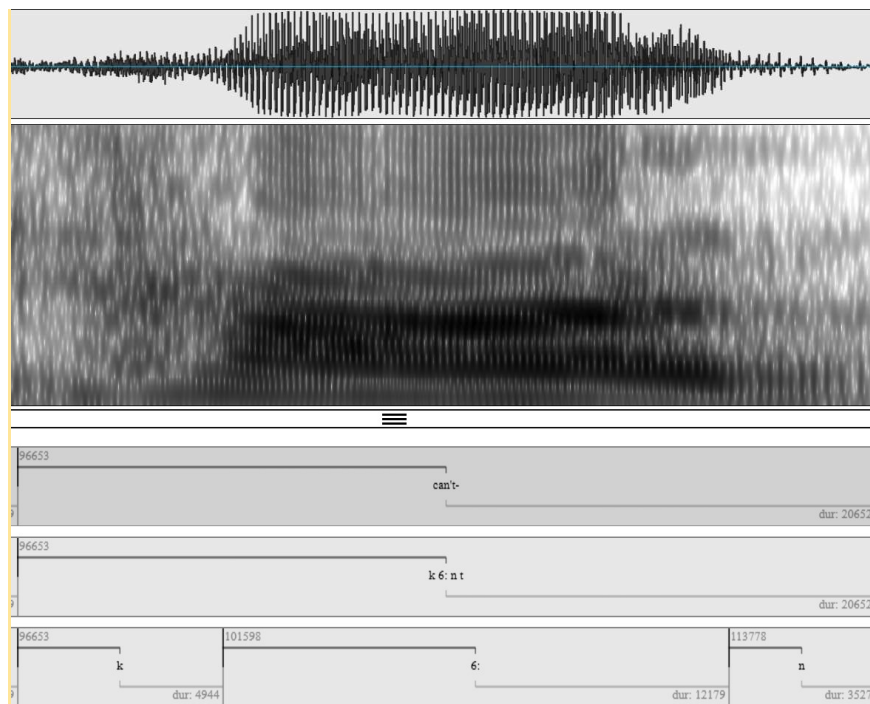 96653
can't-
dur: 20652
96653
k 6: n t
dur: 20652
96653 101598 113778
k 6: n
dur: 4944 dur: 12179 dur: 3527